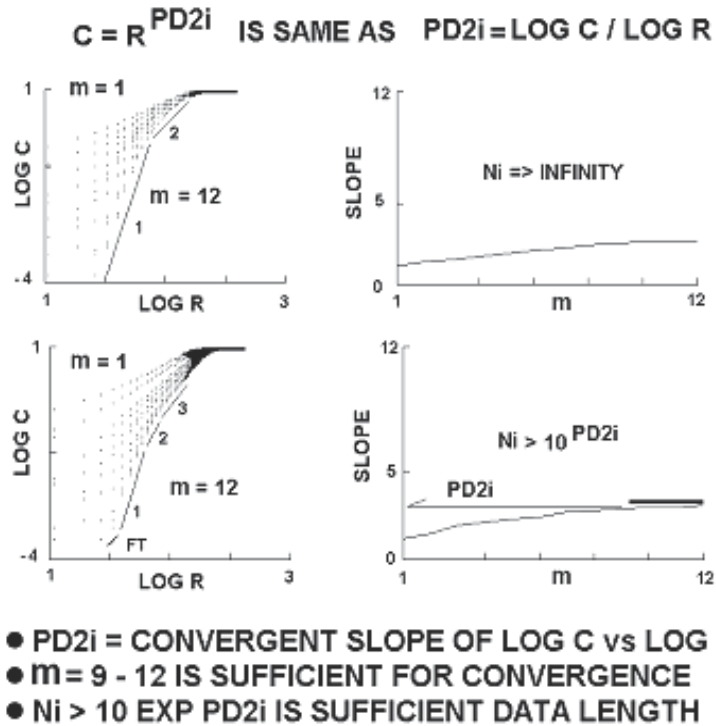 C = R PD2i IS SAME AS PD2i = LOG C / LOG R
1
m = 1
2
LOG C
m = 12
1
-4
1
LOG R
3
12
SLOPE
Ni => INFINITY
5
0
1
m
12
1
m = 1
LOG C
3
2
m = 12
1
FT
-4
1
LOG R
3
12
SLOPE
Ni > 10 PD2i
5
PD2i
0
1
m
12
● PD2i = CONVERGENT SLOPE OF LOG C vs LOG
● m = 9 - 12 IS SUFFICIENT FOR CONVERGENCE
● Ni > 10 EXP PD2i IS SUFFICIENT DATA LENGTH